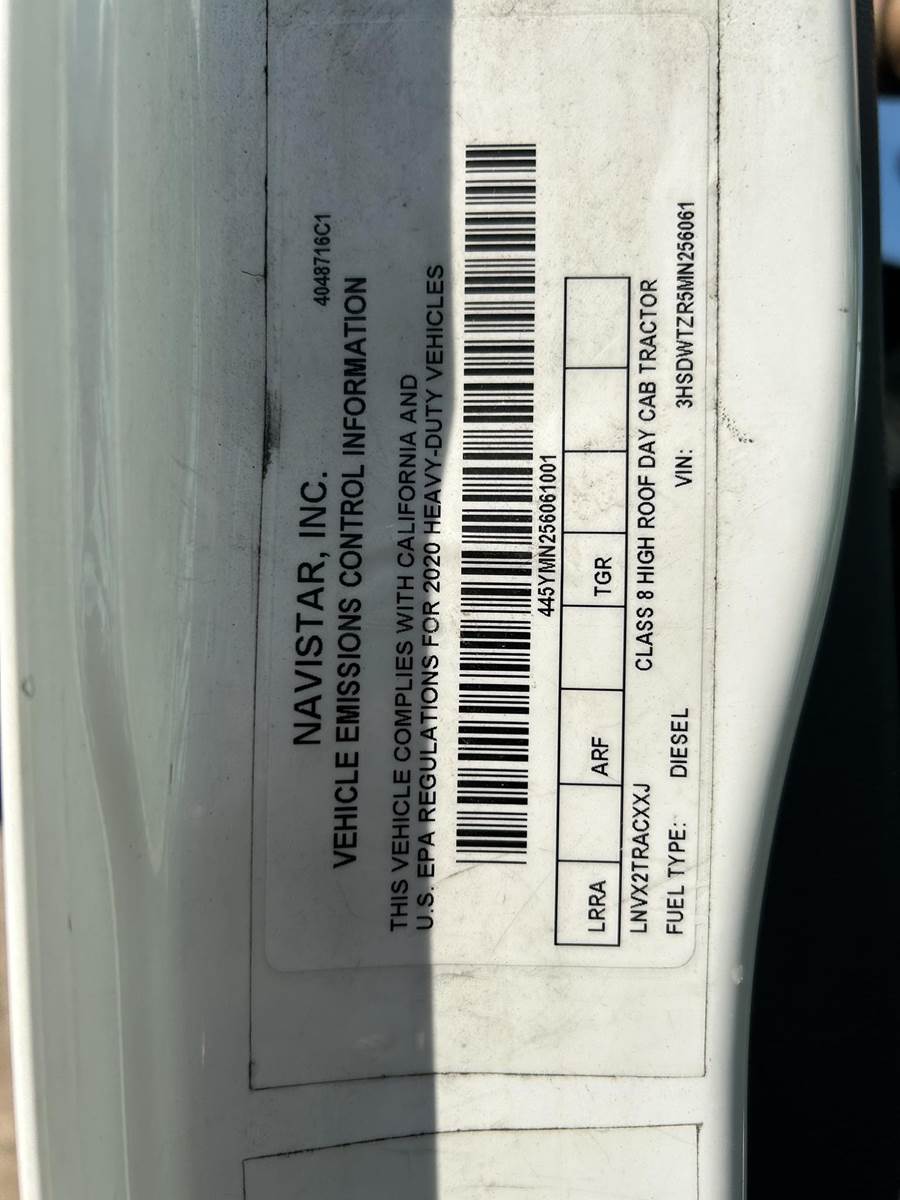 4048716C1
NAVISTAR, INC.
VEHICLE EMISSIONS CONTROL INFORMATION
THIS VEHICLE COMPLIES WITH CALIFORNIA AND
U.S. EPA REGULATIONS FOR 2020 HEAVY-DUTY VEHICLES
445YMN256061001
LRRA ARF TGR
LNVX2TRACXXJ CLASS 8 HIGH ROOF DAY CAB TRACTOR
FUEL TYPE: DIESEL VIN: 3HSDWTZR5MN256061